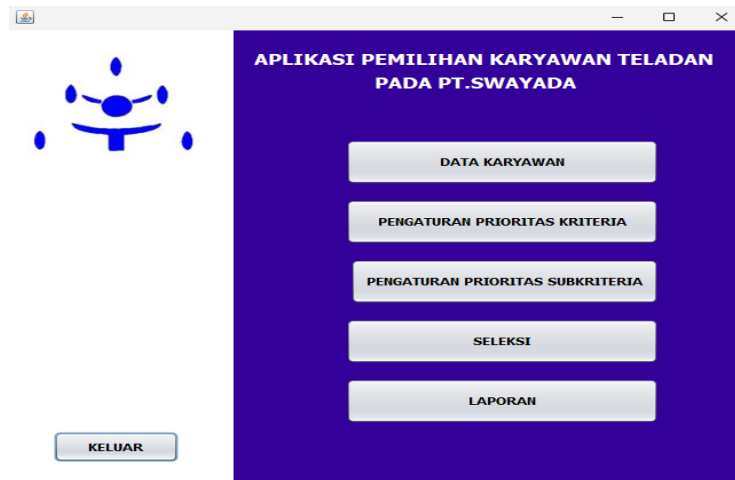 APLIKASI PEMILIHAN KARYAWAN TELADAN
PADA PT.SWAYADA
DATA KARYAWAN
PENGATURAN PRIORITAS KRITERIA
PENGATURAN PRIORITAS SUBKRITERIA
SELEKSI
LAPORAN
KELUAR